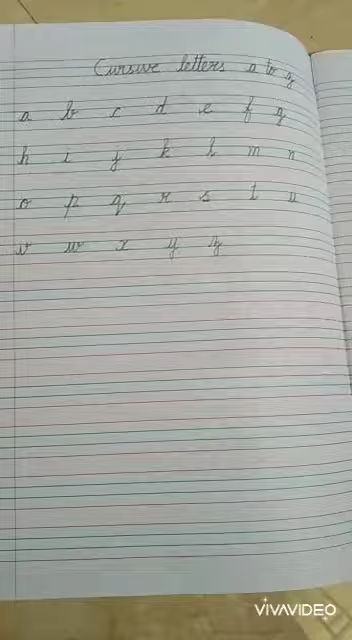 Cursive letters a to z
a b c d e f g
h i j k l m n
o p q r s t u
v w x y z
VIVAVIDEO